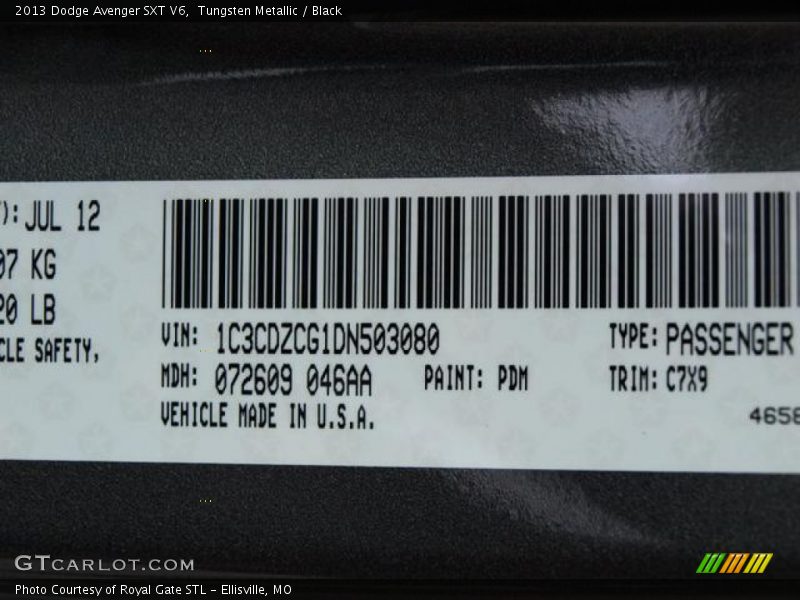 2013 Dodge Avenger SXT V6, Tungsten Metallic / Black
): JUL 12
07 KG
20 LB
CLE SAFETY,
VIN: 1C3CDZCG1DN503080
TYPE: PASSENGER
MDH: 072609 046AA
PAINT: PDM
TRIM: C7X9
VEHICLE MADE IN U.S.A.
4658
GTCARLOT.COM
Photo Courtesy of Royal Gate STL - Ellisville, MO